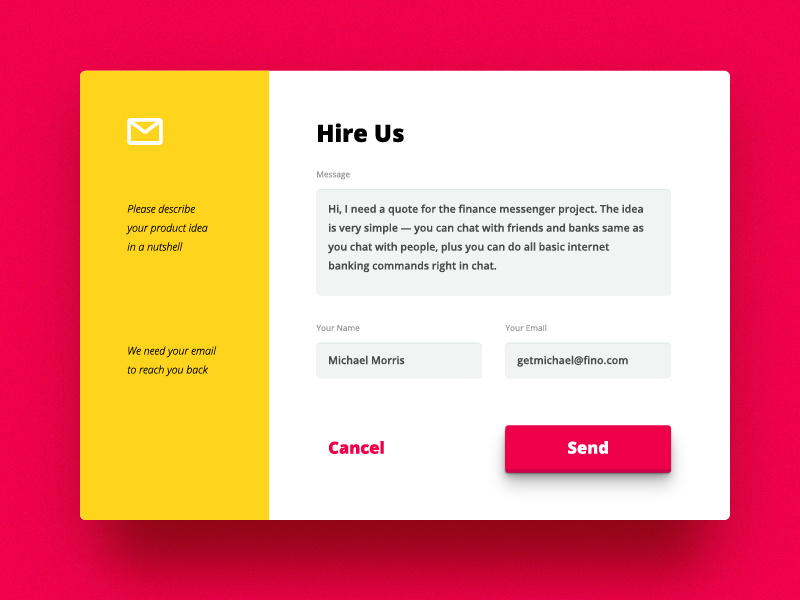 Hire Us
Message
Please describe
your product idea
in a nutshell
Hi, I need a quote for the finance messenger project. The idea
is very simple — you can chat with friends and banks same as
you chat with people, plus you can do all basic internet
banking commands right in chat.
We need your email
to reach you back
Your Name
Your Email
Michael Morris
getmichael@fino.com
Cancel
Send